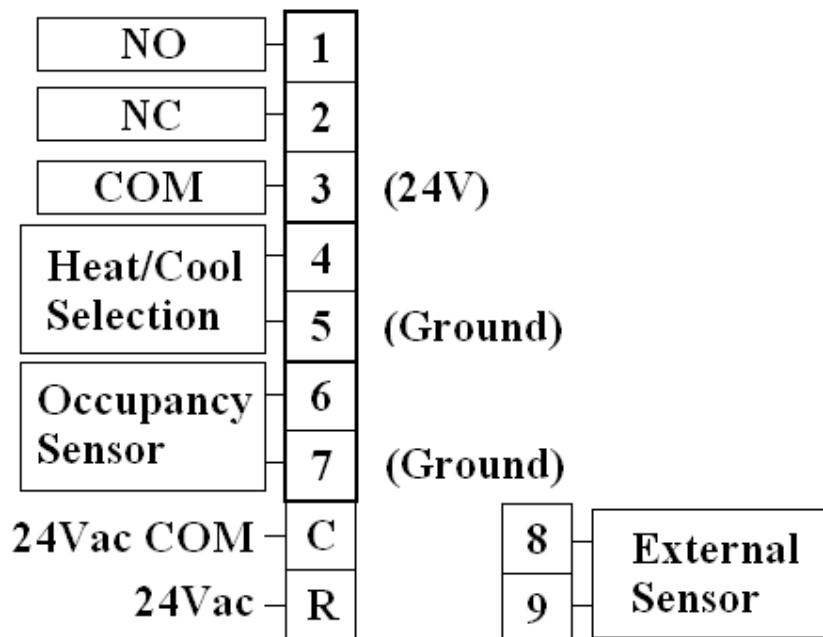 NO 1
NC 2
COM 3 (24V)
Heat/Cool 4
Selection 5 (Ground)
Occupancy 6
Sensor 7 (Ground)
24Vac COM C 8 External
24Vac R 9 Sensor